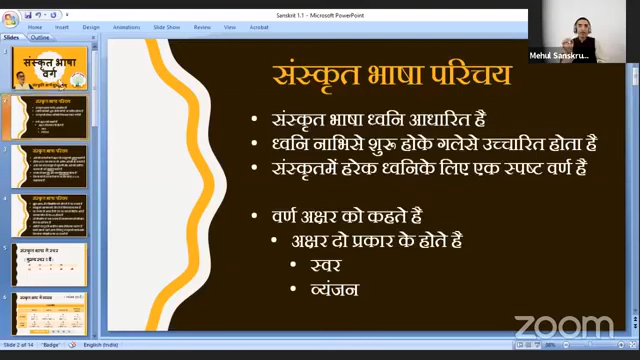 Sanskrit 1.1 - Microsoft PowerPoint
Home Insert Design Animations Slide Show Review View Acrobat
Slides Outline
संस्कृत भाषा
वर्ग
संस्कृत भाषा परिचय
संस्कृत भाषा ध्वनि आधारित है
ध्वनि नाभिसे शुरू होके गलेसे उच्चारित होता है
संस्कृतमें हरेक ध्वनिके लिए एक स्पष्ट वर्ण है
वर्ण अक्षर को कहते है
अक्षर दो प्रकार के होते है
स्वर
व्यंजन
Mehul Sanskru...
zoom
Slide 2 of 14 "Badge" English (India)